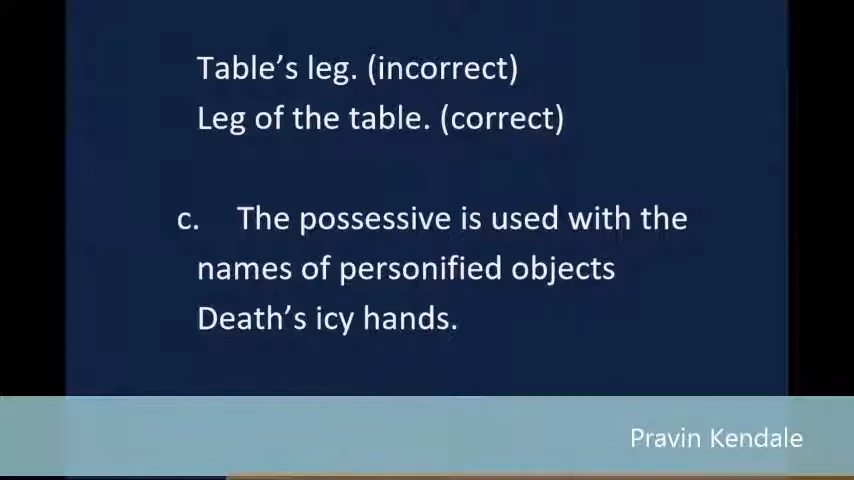 Table’s leg. (incorrect)
Leg of the table. (correct)
c. The possessive is used with the
names of personified objects
Death’s icy hands.
Pravin Kendale